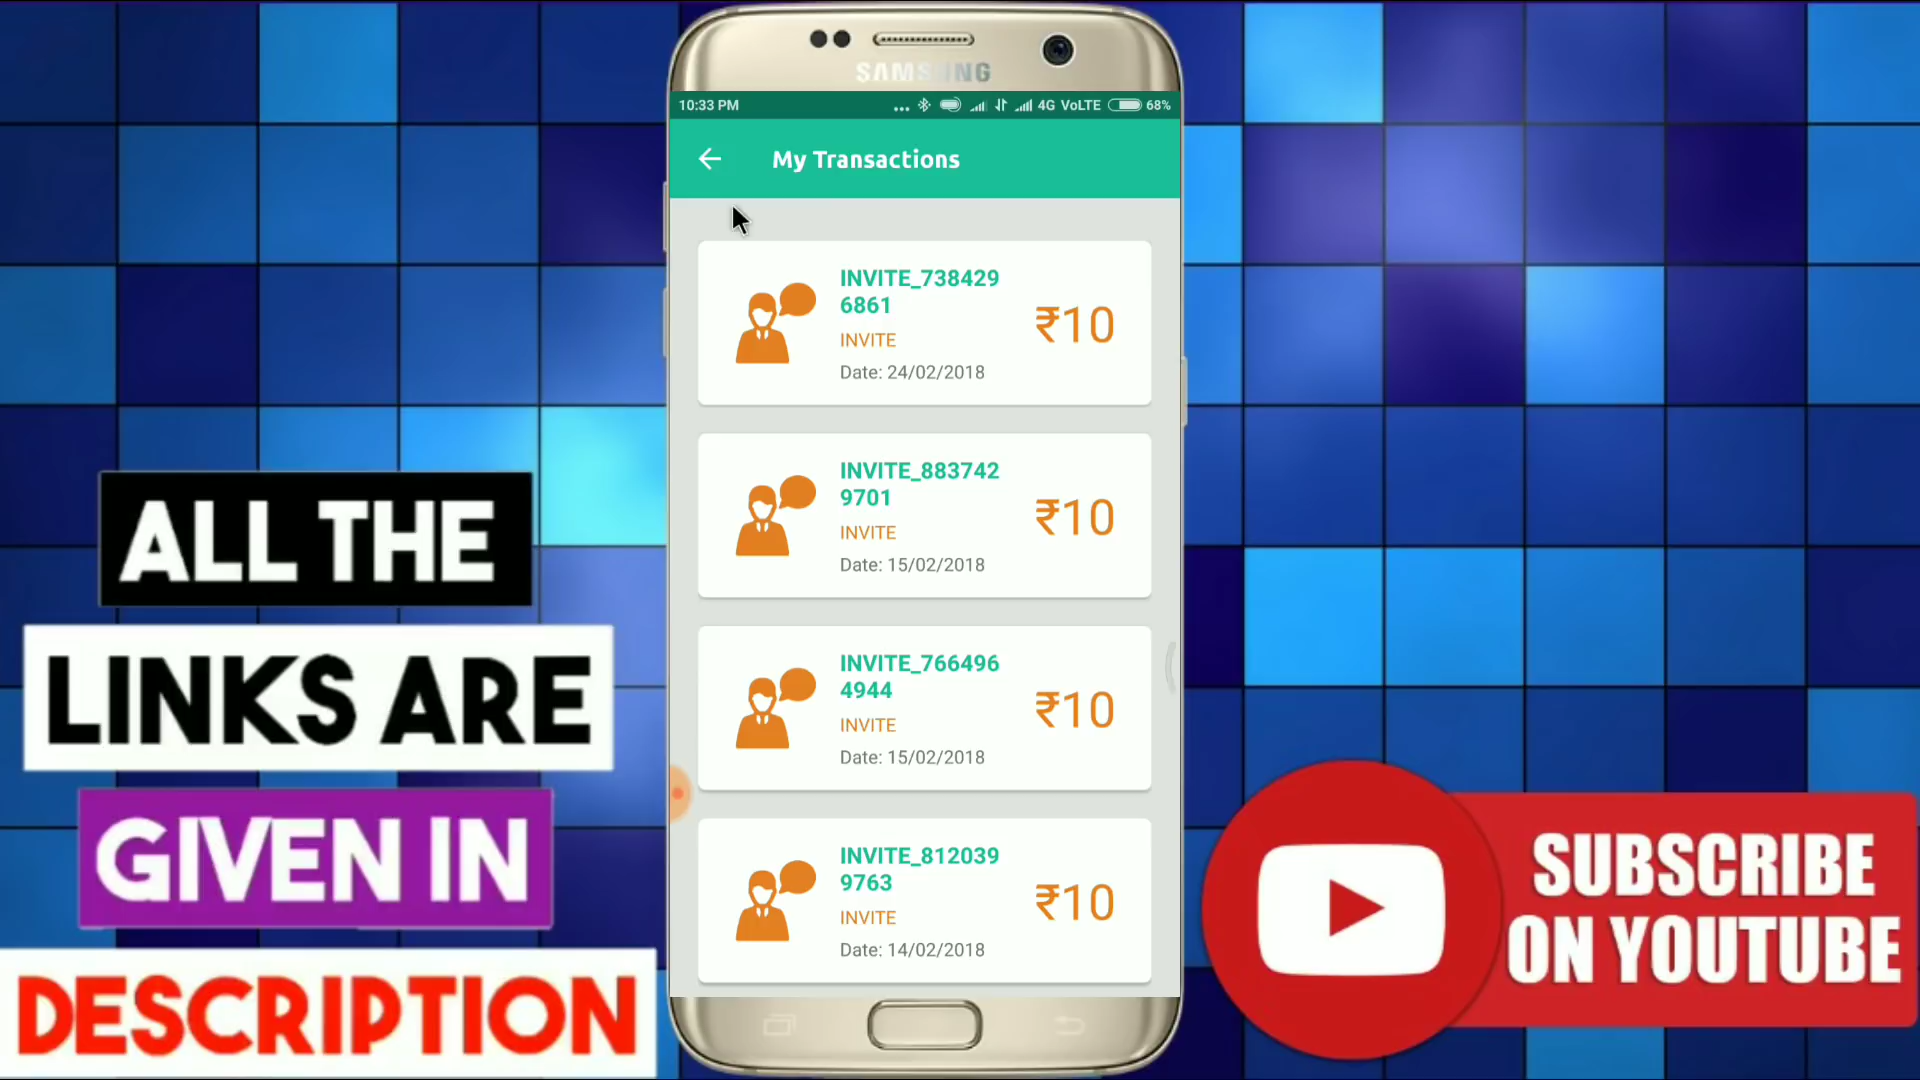 SAMSUNG
10:33 PM
... 4G VoLTE 68%
My Transactions
INVITE_738429
6861
INVITE
Date: 24/02/2018
₹10
INVITE_883742
9701
INVITE
Date: 15/02/2018
₹10
INVITE_766496
4944
INVITE
Date: 15/02/2018
₹10
INVITE_812039
9763
INVITE
Date: 14/02/2018
₹10
ALL THE
LINKS ARE
GIVEN IN
DESCRIPTION
SUBSCRIBE
ON YOUTUBE